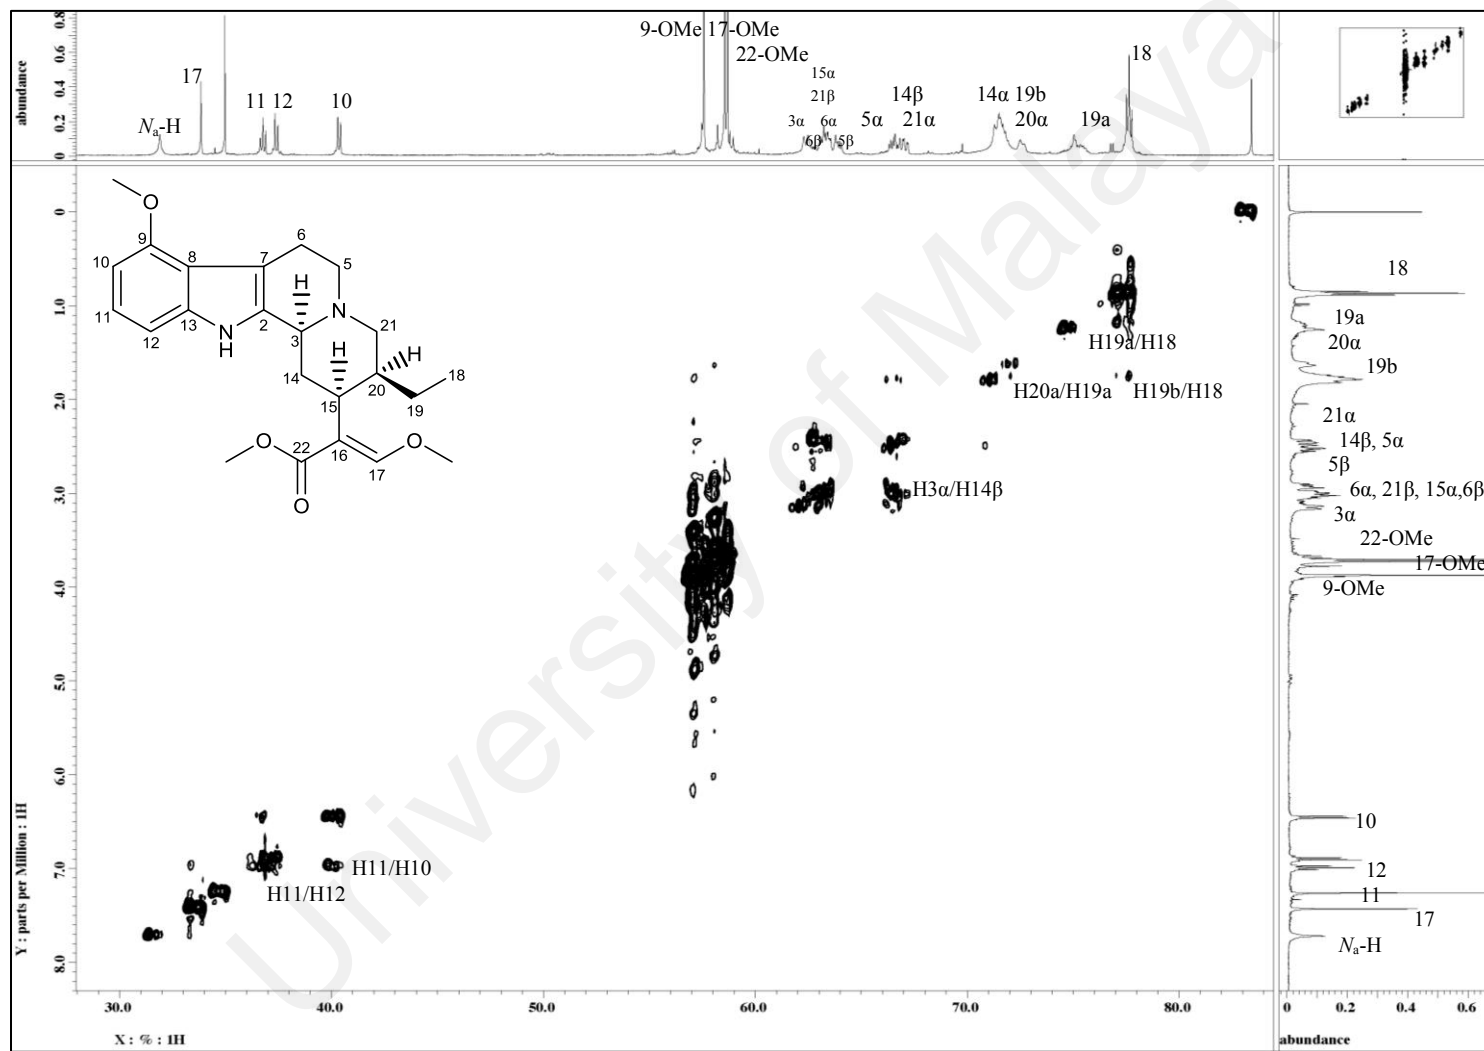 0.8
0.6
0.4
0.2
0
abundance
Na-H
17
11
12
10
9-OMe 17-OMe
22-OMe
15α
21β
3α
6α
6β
5β
5α
14β
21α
14α 19b
20α
19a
18
9
10
11
12
13
8
7
6
5
2
3
N
H
N
H
H
H
H
14
15
20
21
18
19
16
17
22
O
O
O
O
H19a/H18
H20a/H19a
H19b/H18
H3α/H14β
H11/H10
H11/H12
0
1.0
2.0
3.0
4.0
5.0
6.0
7.0
8.0
Y : parts per Million : 1H
30.0
40.0
50.0
60.0
70.0
80.0
X : % : 1H
18
19a
20α
19b
21α
14β, 5α
5β
6α, 21β, 15α,6β
3α
22-OMe
17-OMe
9-OMe
10
12
11
17
Na-H
0
0.2
0.4
0.6
abundance
University of Malaya